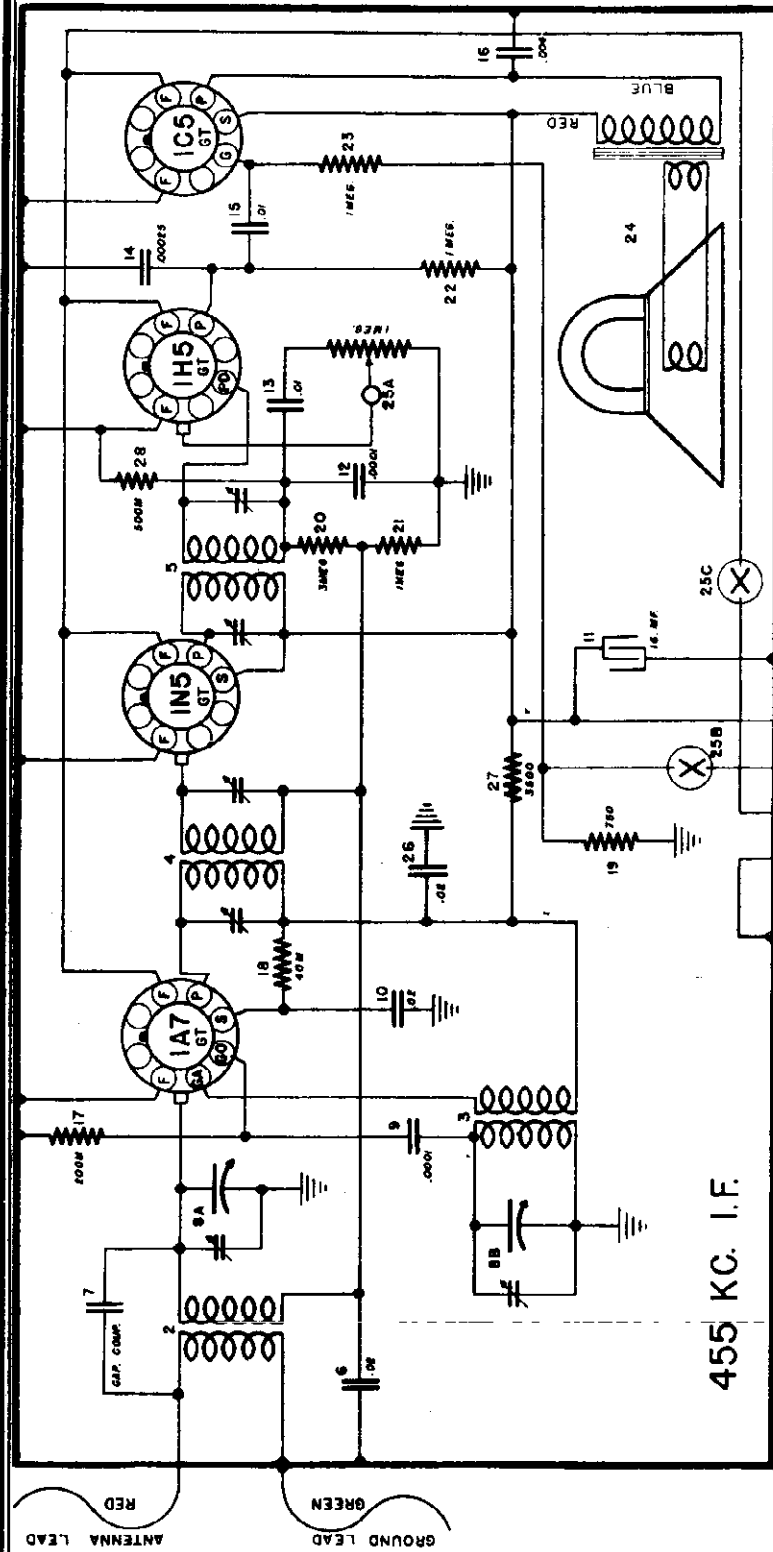 ANTENNA LEAD
RED
GROUND LEAD
GREEN
7
CAP. COUP.
2
6
.02
8A
17
200M
1A7
GT
F
F
P
S
GO
GA
9
.0001
8B
3
10
.02
18
40M
4
26
.02
1N5
GT
F
F
P
S
5
28
500M
20
3MEG
21
1MEG
12
.0001
13
.01
1MEG.
25A
1H5
GT
F
F
P
PD
14
.00025
15
.01
22
1MEG.
1C5
GT
F
F
P
S
G
23
1MEG.
16
.006
RED
BLUE
24
27
3500
19
750
25B
11
16.MF.
25C
455 KC. I.F.